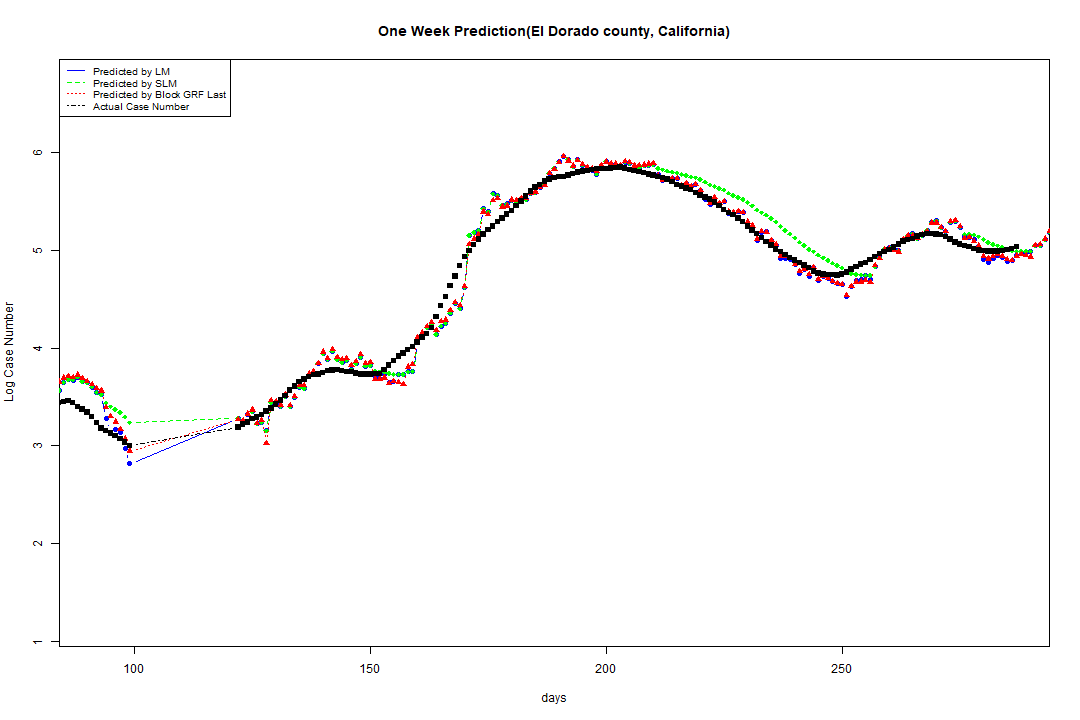 One Week Prediction(El Dorado county, California)
Predicted by LM
Predicted by SLM
Predicted by Block GRF Last
Actual Case Number
6
5
4
3
2
1
Log Case Number
100 150 200 250
days